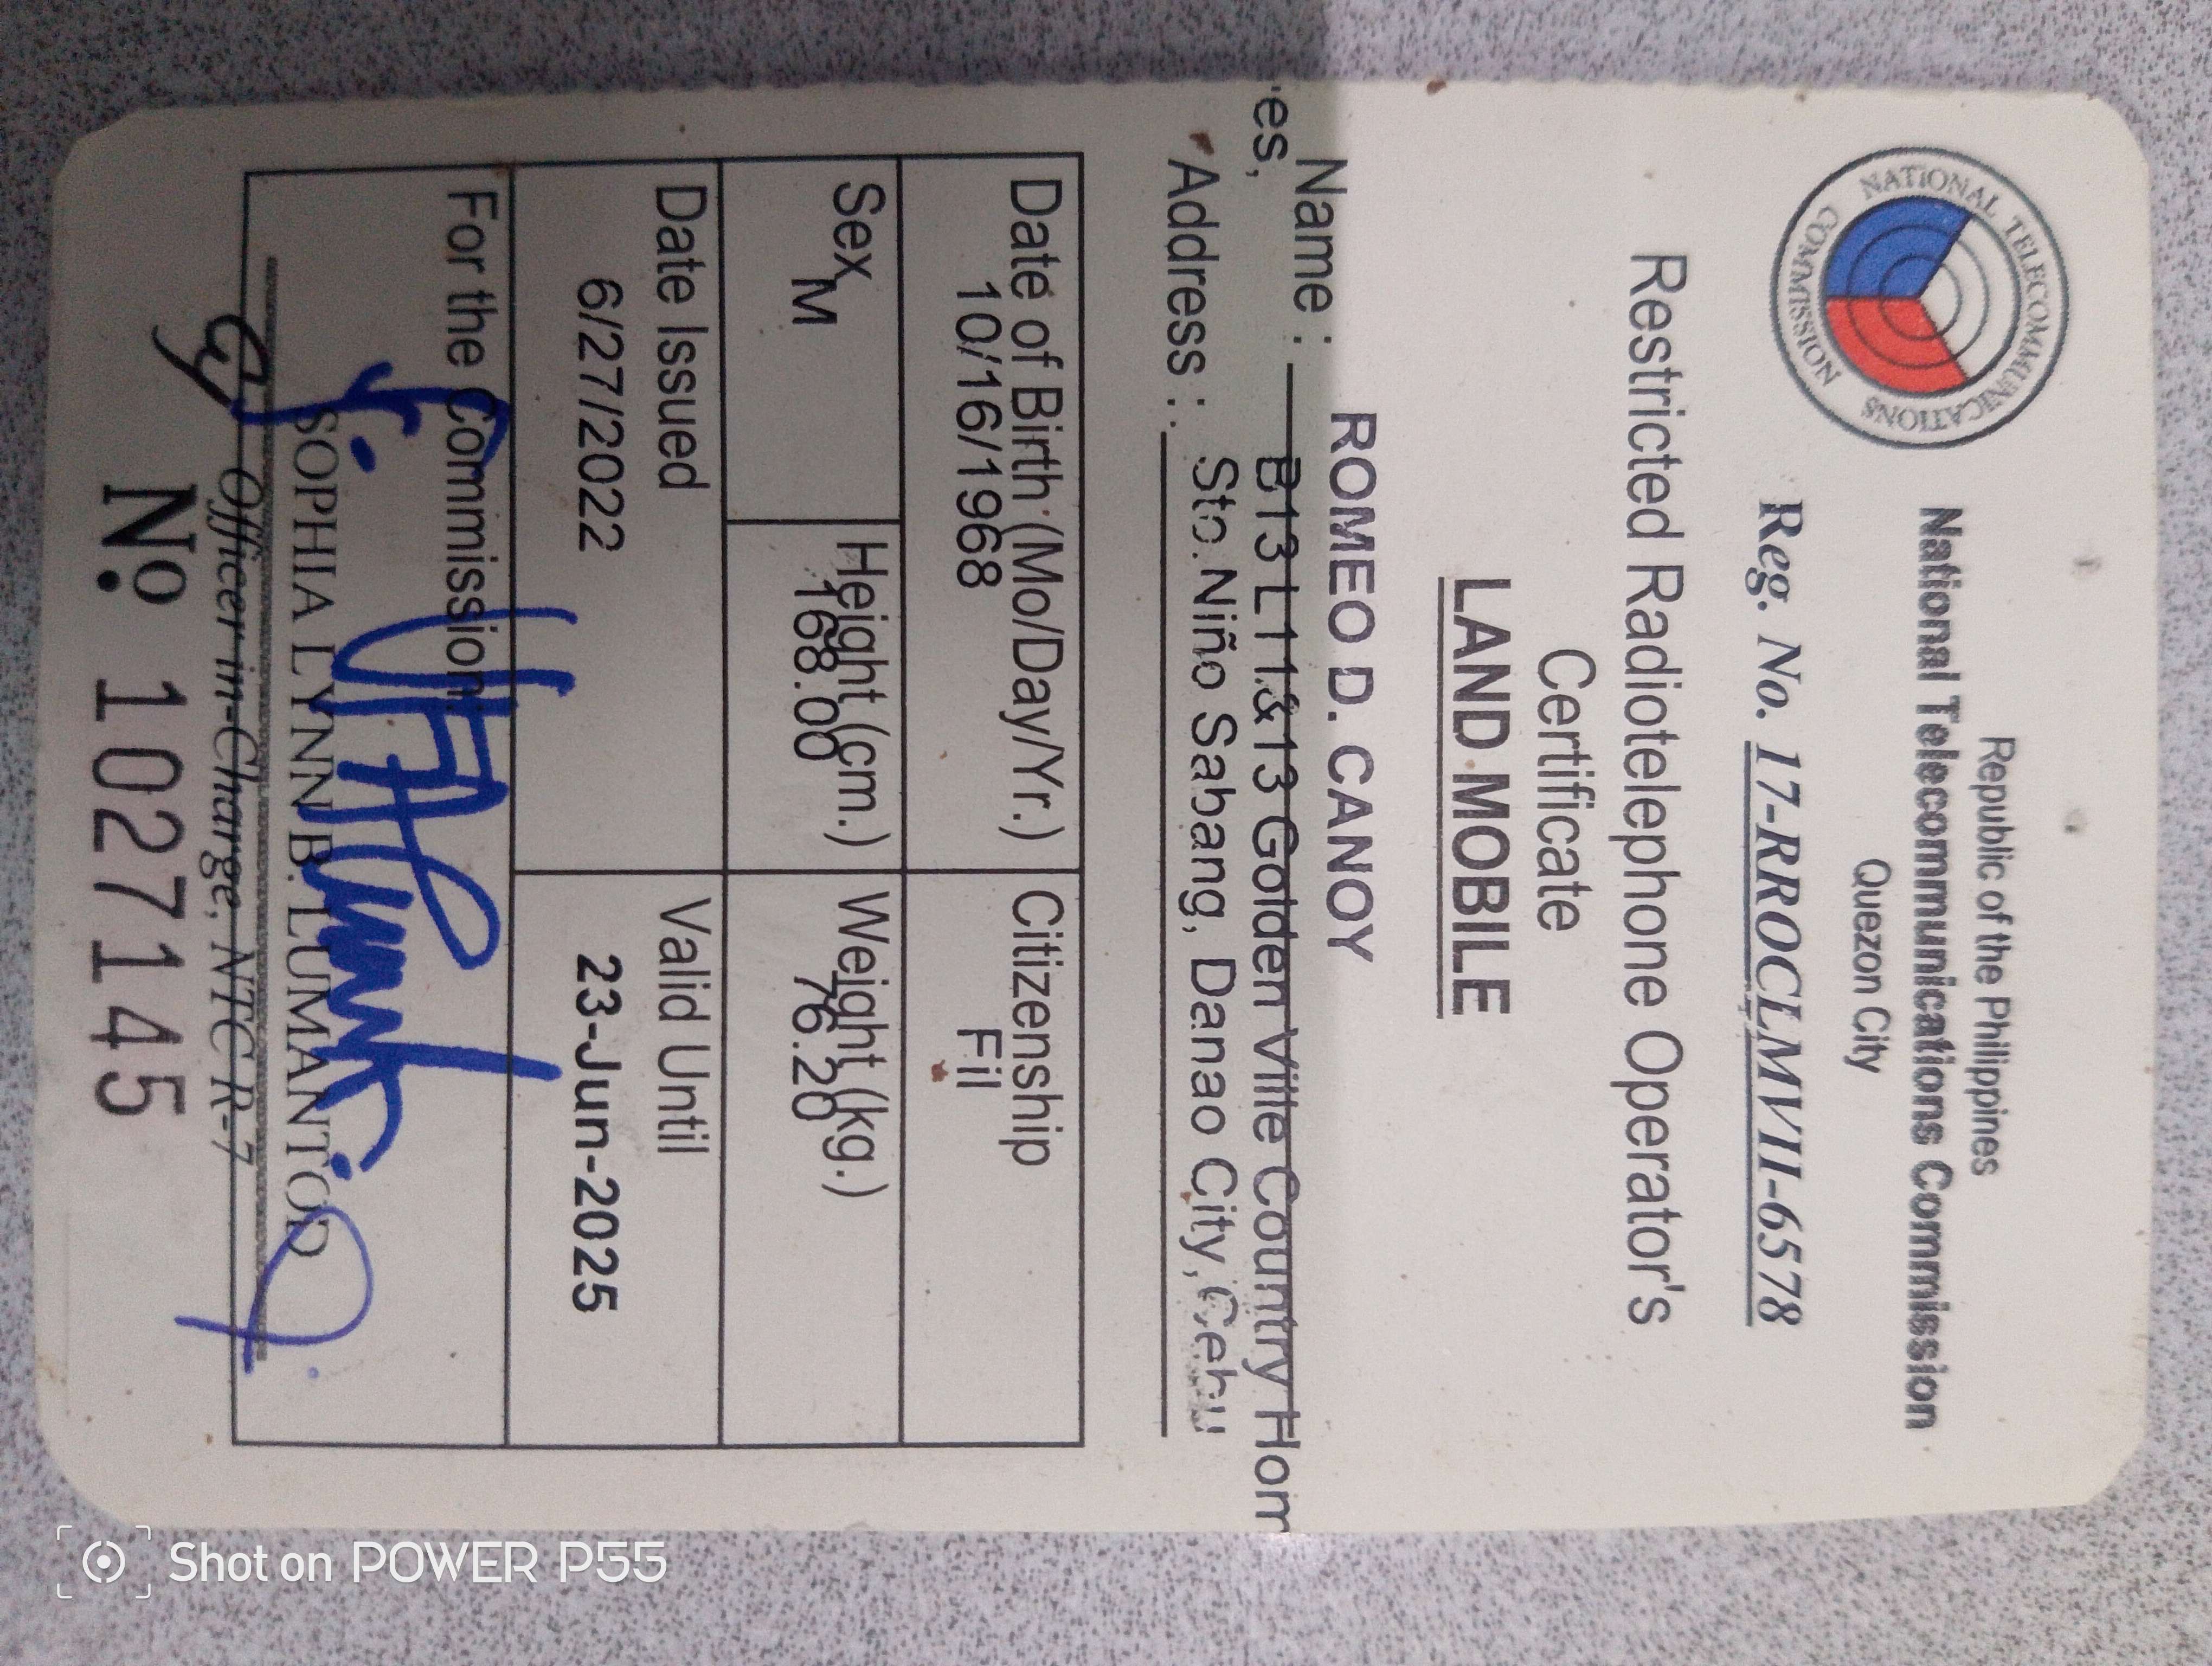 NATIONAL TELECOMMUNICATIONS COMMISSION
Republic of the Philippines
National Telecommunications Commission
Quezon City
Reg. No. 17-RROCLMVII-6578
Restricted Radiotelephone Operator's
Certificate
LAND MOBILE
ROMEO D. CANOY
Name :
B13 L11&13 Golden Ville Country Hom
es,
Address : Sto.Niño Sabang, Danao City,Cebu
Date of Birth (Mo/Day/Yr.) Citizenship
10/16/1968 Fil
Sex Height (cm.) Weight (kg.)
M 168.00 76.20
Date Issued Valid Until
6/27/2022 23-Jun-2025
For the Commission
SOPHIA LYNN B. LUMANTOD
Officer-in-Charge, NTC R-7
Nº 1027145
Shot on POWER P55